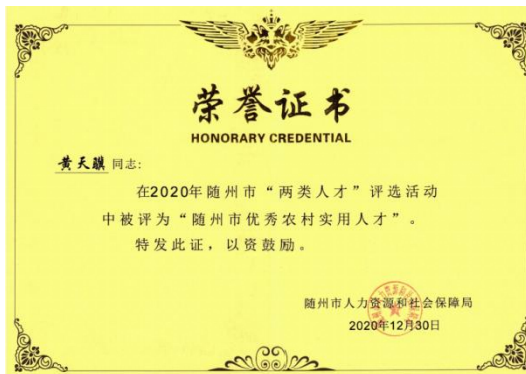 荣誉证书
HONORARY CREDENTIAL
黄天骥 同志:
在2020年随州市“两类人才”评选活动
中被评为“随州市优秀农村实用人才”。
特发此证，以资鼓励。
随州市人力资源和社会保障局
2020年12月30日